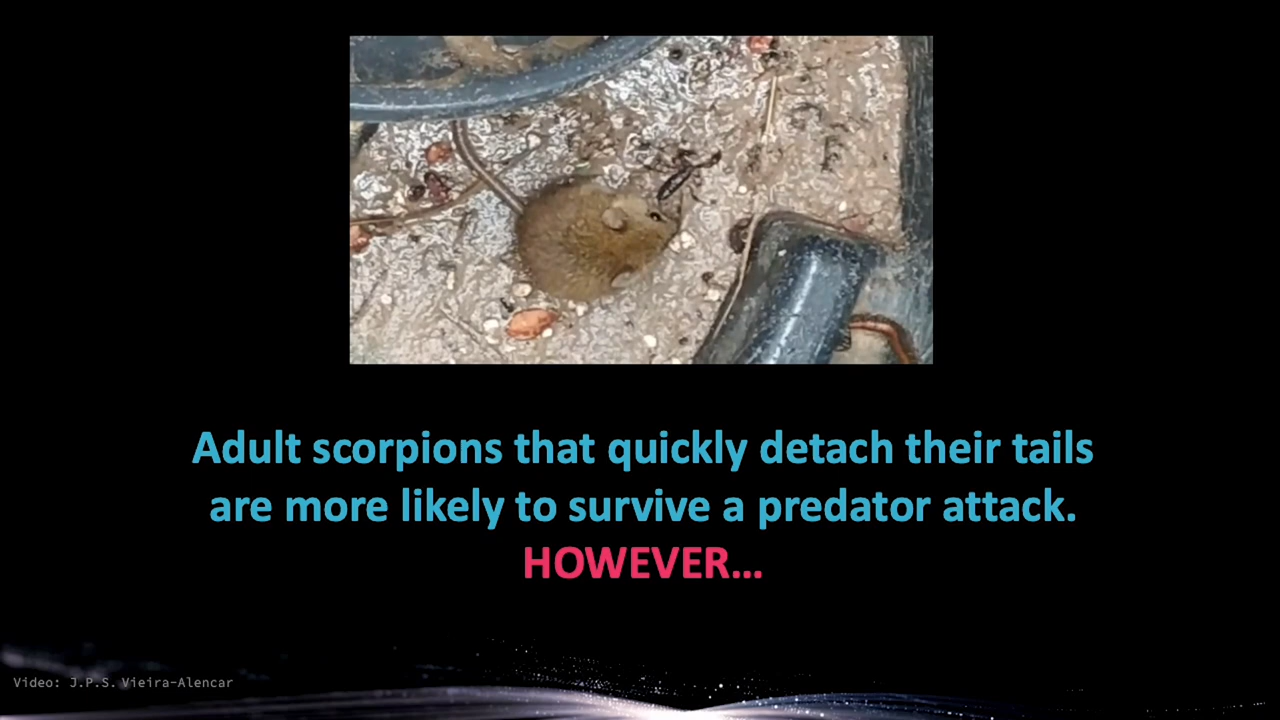 Adult scorpions that quickly detach their tails
are more likely to survive a predator attack.
HOWEVER…
Video: J.P.S. Vieira-Alencar